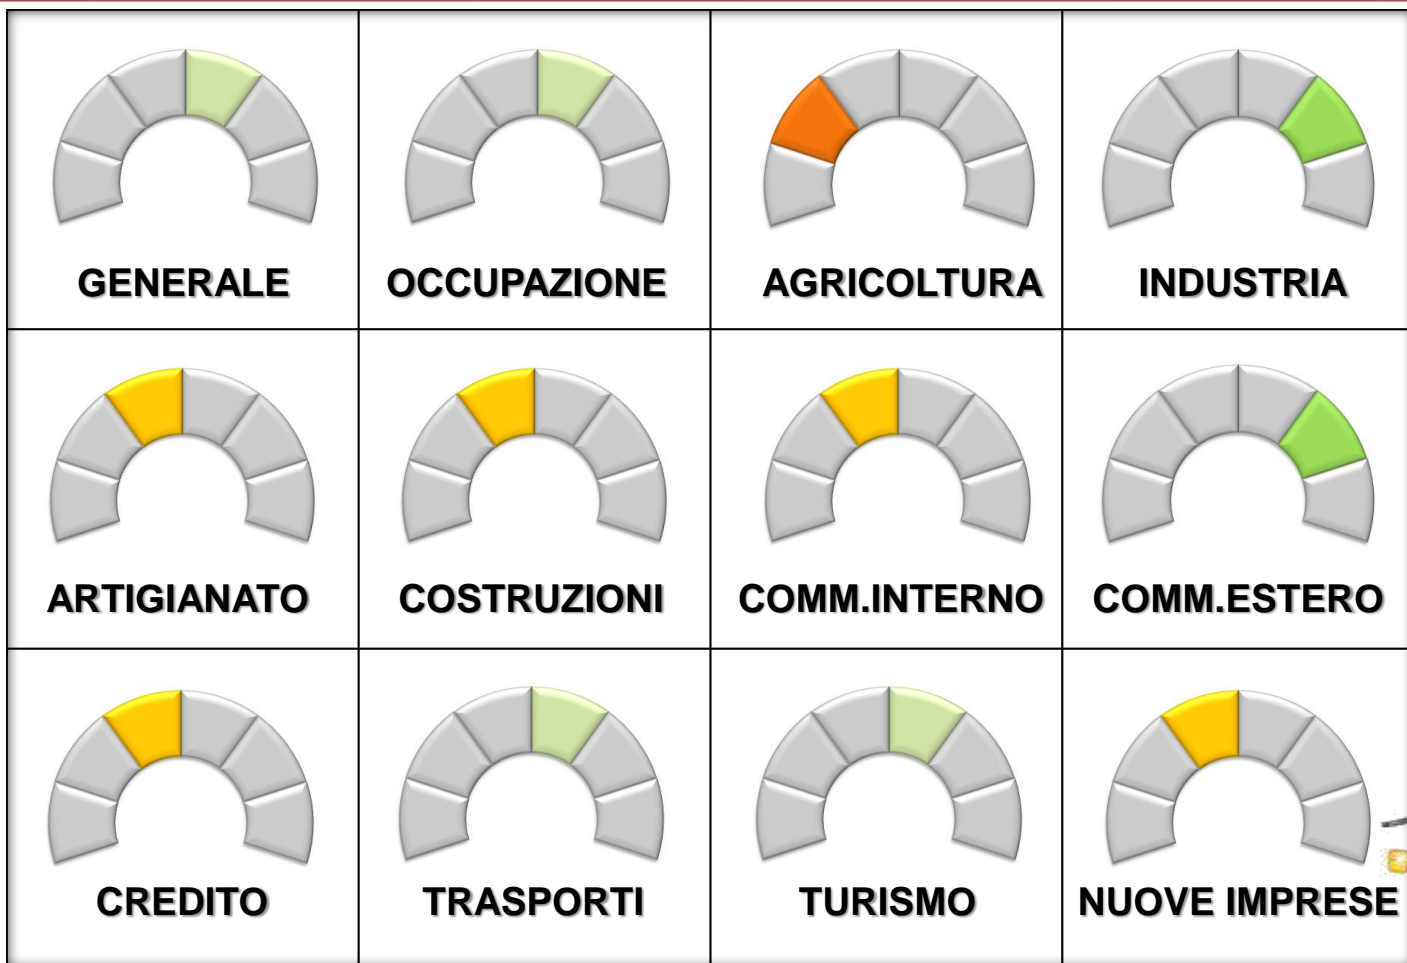 GENERALE
OCCUPAZIONE
AGRICOLTURA
INDUSTRIA
ARTIGIANATO
COSTRUZIONI
COMM.INTERNO
COMM.ESTERO
CREDITO
TRASPORTI
TURISMO
NUOVE IMPRESE